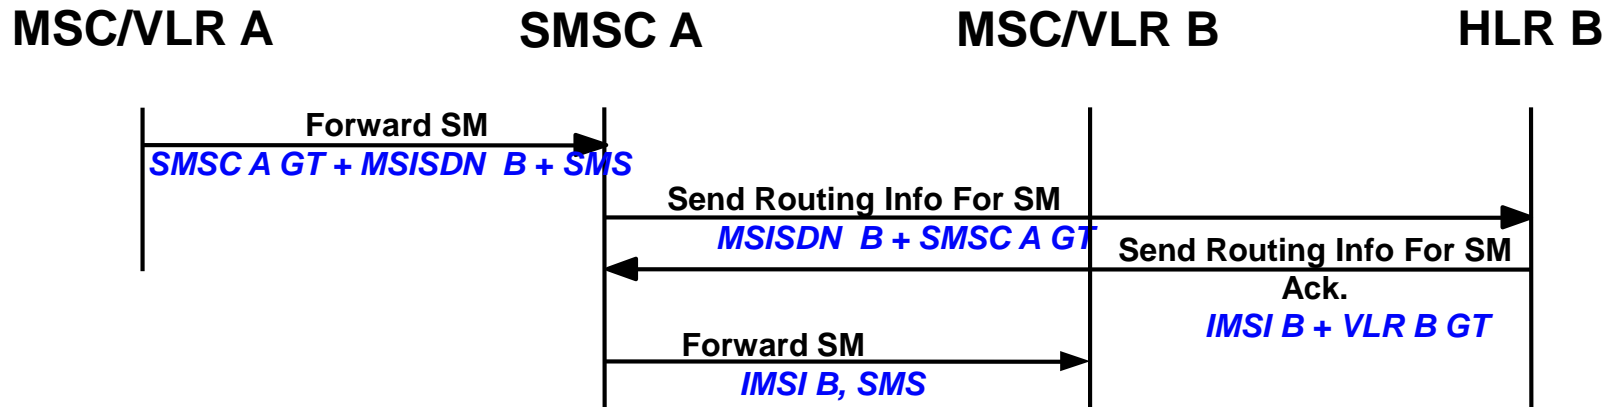 MSC/VLR A SMSC A MSC/VLR B HLR B
Forward SM
SMSC A GT + MSISDN B + SMS
Send Routing Info For SM
MSISDN B + SMSC A GT
Send Routing Info For SM
Ack.
IMSI B + VLR B GT
Forward SM
IMSI B, SMS